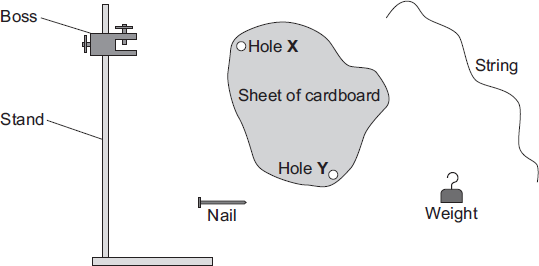 Boss
Hole X
String
Sheet of cardboard
Stand
Hole Y
Nail
Weight